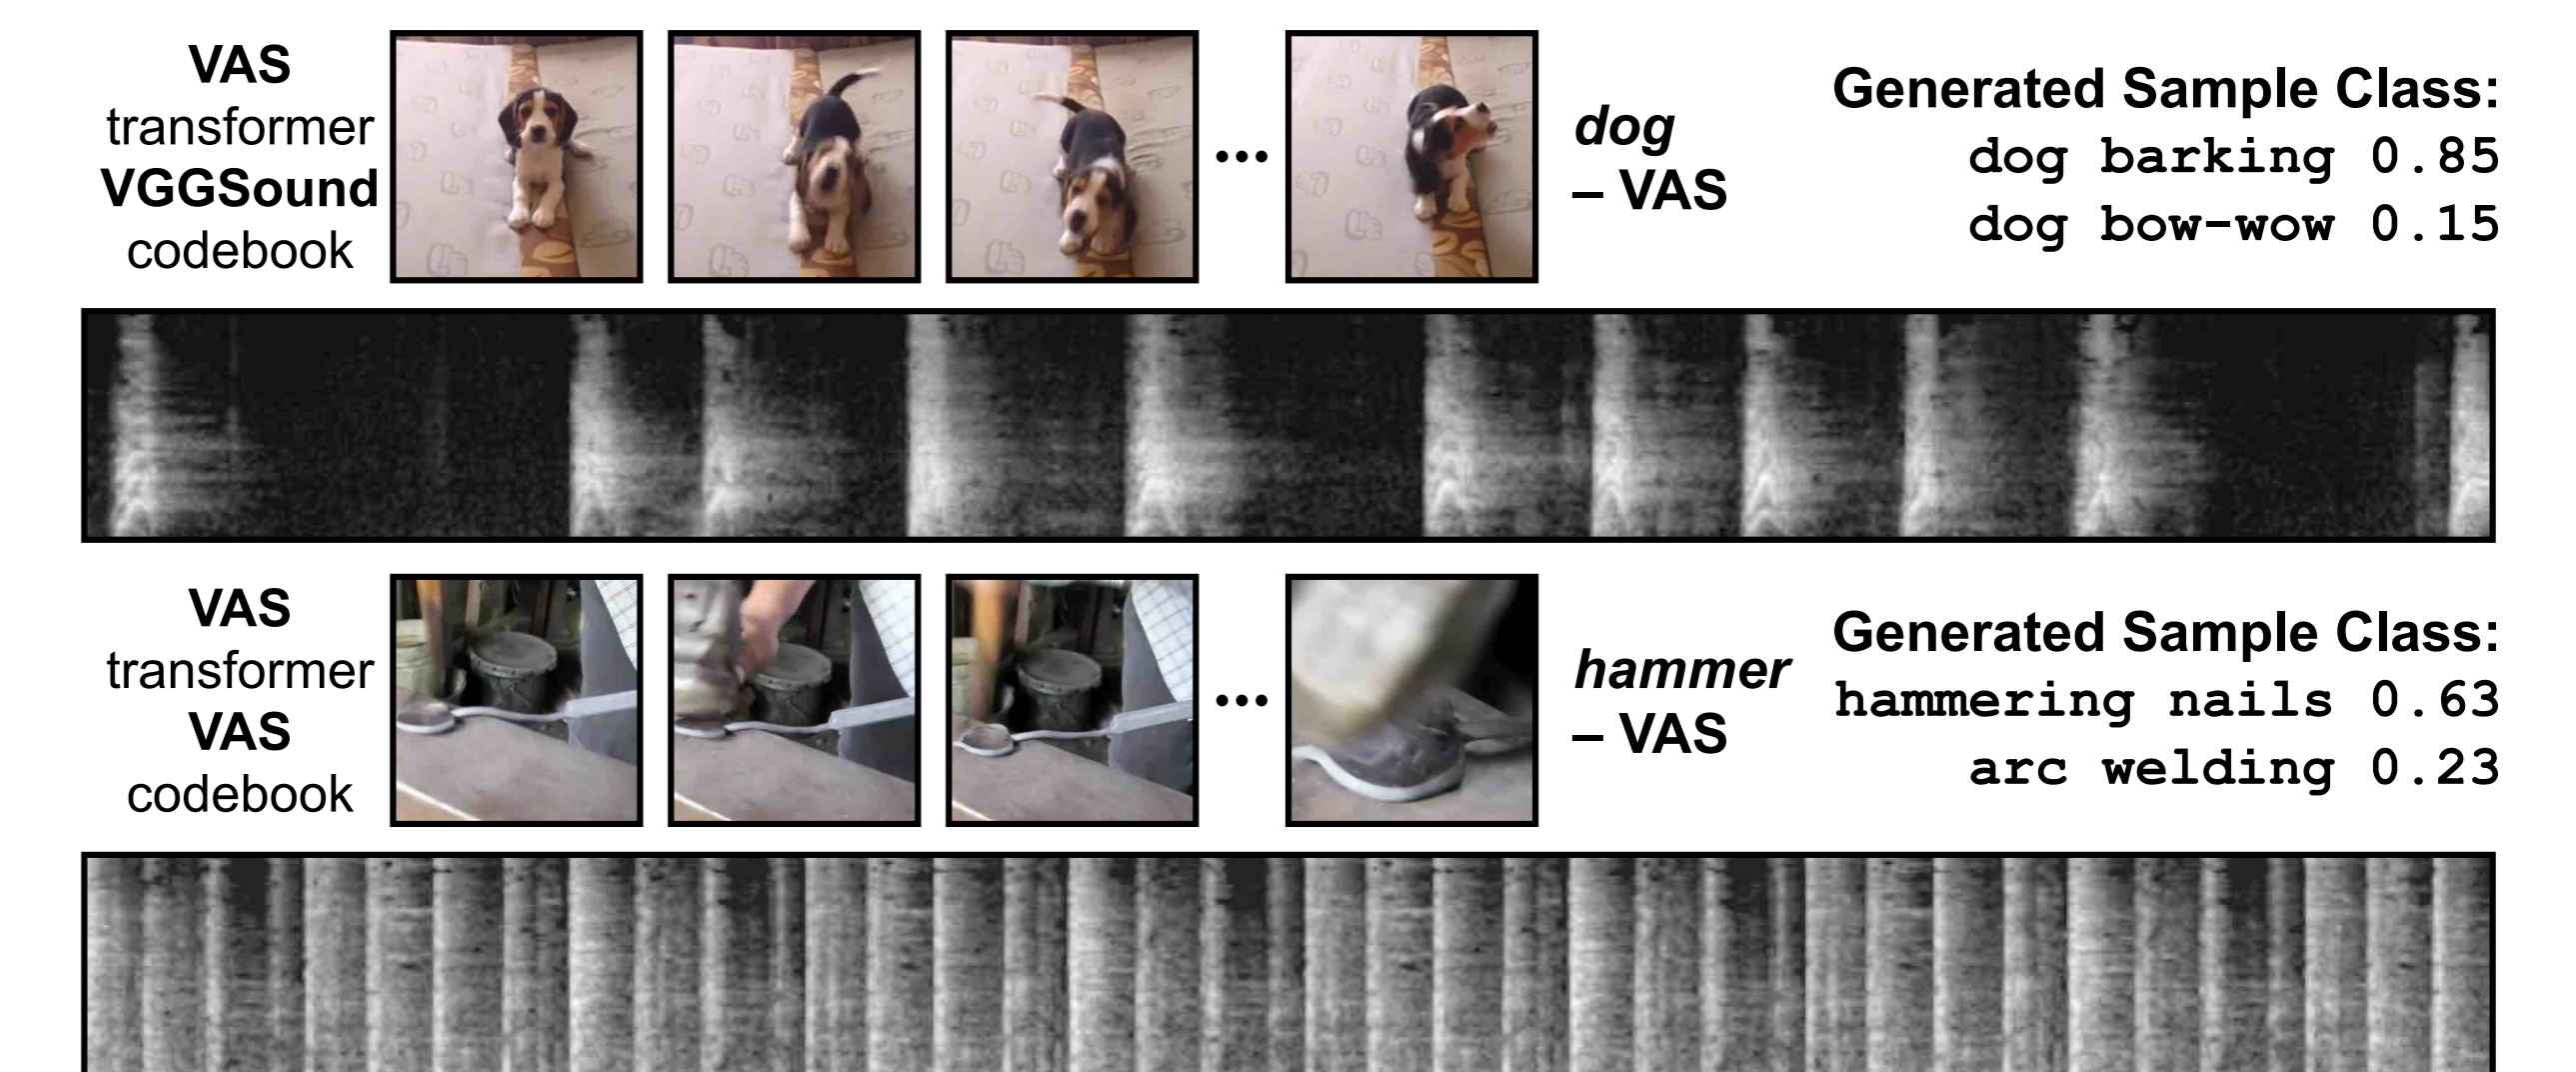 VAS
transformer
VGGSound
codebook
...
dog
– VAS
Generated Sample Class:
dog barking 0.85
dog bow-wow 0.15
VAS
transformer
VAS
codebook
...
hammer
– VAS
Generated Sample Class:
hammering nails 0.63
arc welding 0.23